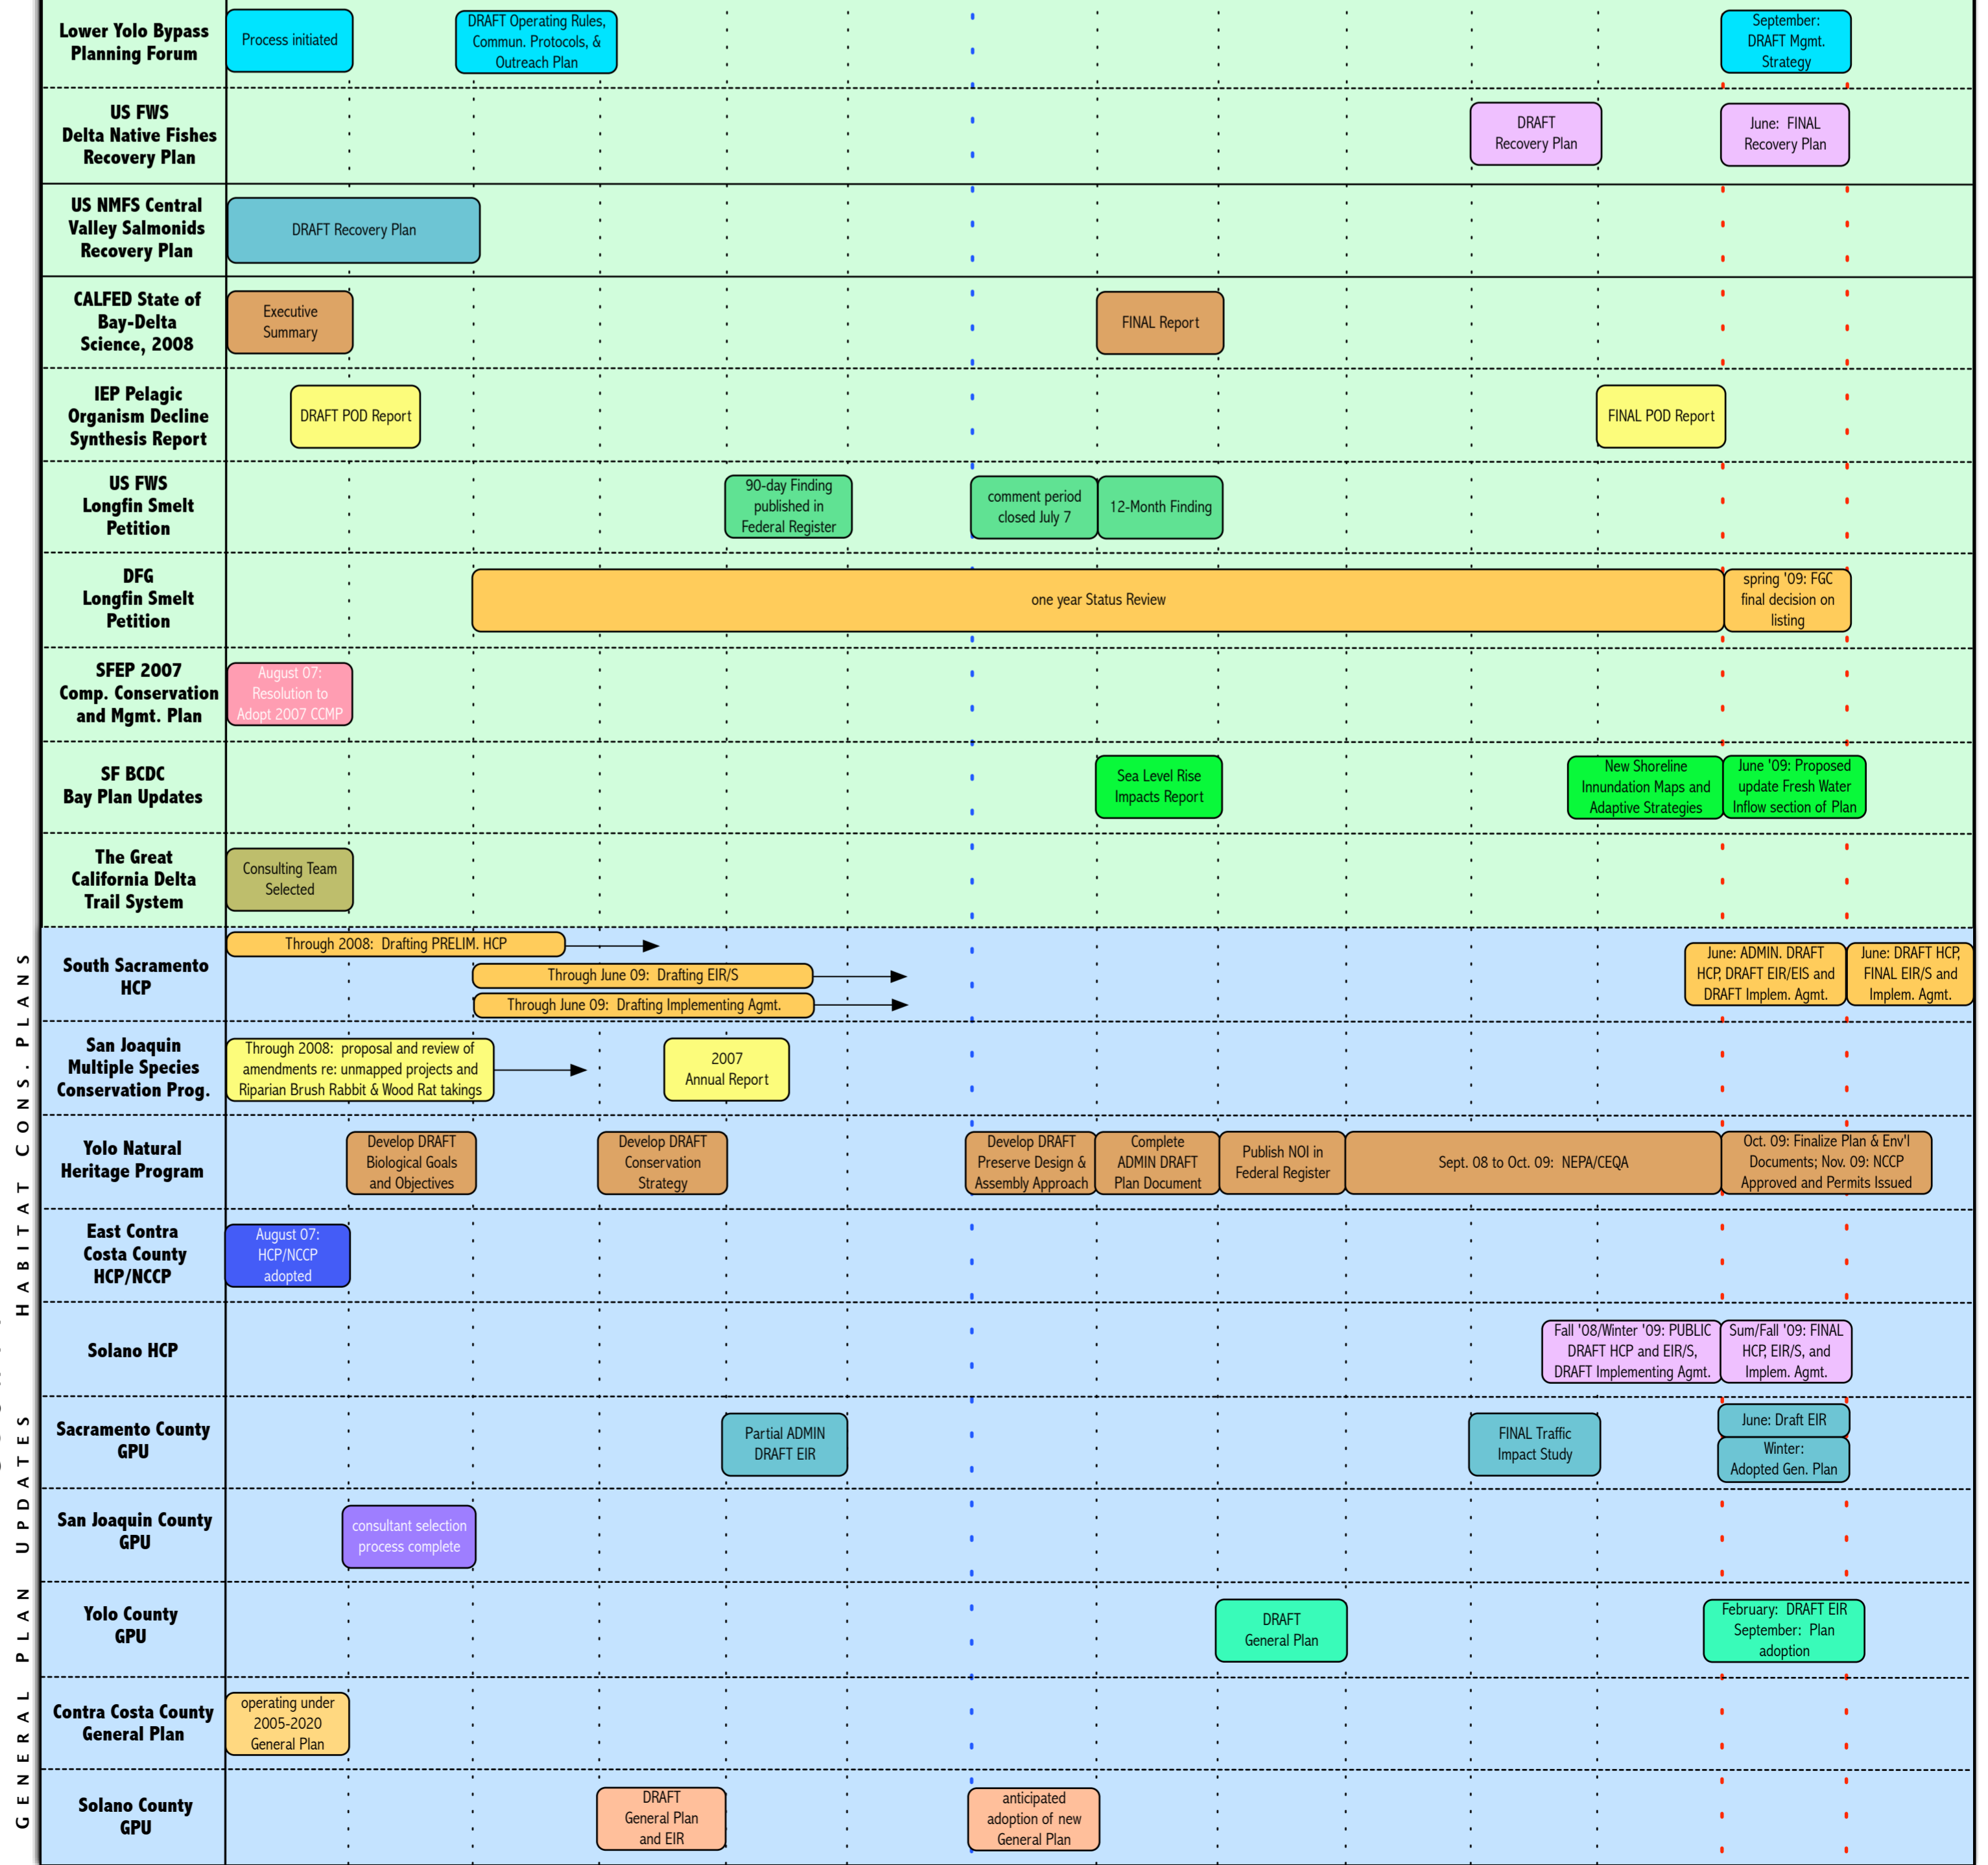 Lower Yolo Bypass
Planning Forum
Process initiated
DRAFT Operating Rules,
Commun. Protocols, &
Outreach Plan
September:
DRAFT Mgmt.
Strategy
US FWS
Delta Native Fishes
Recovery Plan
DRAFT
Recovery Plan
June: FINAL
Recovery Plan
US NMFS Central
Valley Salmonids
Recovery Plan
DRAFT Recovery Plan
CALFED State of
Bay-Delta
Science, 2008
Executive
Summary
FINAL Report
IEP Pelagic
Organism Decline
Synthesis Report
DRAFT POD Report
FINAL POD Report
US FWS
Longfin Smelt
Petition
90-day Finding
published in
Federal Register
comment period
closed July 7
12-Month Finding
DFG
Longfin Smelt
Petition
one year Status Review
spring '09: FGC
final decision on
listing
SFEP 2007
Comp. Conservation
and Mgmt. Plan
August 07:
Resolution to
Adopt 2007 CCMP
SF BCDC
Bay Plan Updates
Sea Level Rise
Impacts Report
New Shoreline
Innundation Maps and
Adaptive Strategies
June '09: Proposed
update Fresh Water
Inflow section of Plan
The Great
California Delta
Trail System
Consulting Team
Selected
HABITAT CONS. PLANS
South Sacramento
HCP
Through 2008: Drafting PRELIM. HCP
Through June 09: Drafting EIR/S
Through June 09: Drafting Implementing Agmt.
June: ADMIN. DRAFT
HCP, DRAFT EIR/EIS and
DRAFT Implem. Agmt.
June: DRAFT HCP,
FINAL EIR/S and
Implem. Agmt.
San Joaquin
Multiple Species
Conservation Prog.
Through 2008: proposal and review of
amendments re: unmapped projects and
Riparian Brush Rabbit & Wood Rat takings
2007
Annual Report
Yolo Natural
Heritage Program
Develop DRAFT
Biological Goals
and Objectives
Develop DRAFT
Conservation
Strategy
Develop DRAFT
Preserve Design &
Assembly Approach
Complete
ADMIN DRAFT
Plan Document
Publish NOI in
Federal Register
Sept. 08 to Oct. 09: NEPA/CEQA
Oct. 09: Finalize Plan & Env'l
Documents; Nov. 09: NCCP
Approved and Permits Issued
East Contra
Costa County
HCP/NCCP
August 07:
HCP/NCCP
adopted
Solano HCP
Fall '08/Winter '09: PUBLIC
DRAFT HCP and EIR/S,
DRAFT Implementing Agmt.
Sum/Fall '09: FINAL
HCP, EIR/S, and
Implem. Agmt.
GENERAL PLAN UPDATES
Sacramento County
GPU
Partial ADMIN
DRAFT EIR
FINAL Traffic
Impact Study
June: Draft EIR
Winter:
Adopted Gen. Plan
San Joaquin County
GPU
consultant selection
process complete
Yolo County
GPU
DRAFT
General Plan
February: DRAFT EIR
September: Plan
adoption
Contra Costa County
General Plan
operating under
2005-2020
General Plan
Solano County
GPU
DRAFT
General Plan
and EIR
anticipated
adoption of new
General Plan